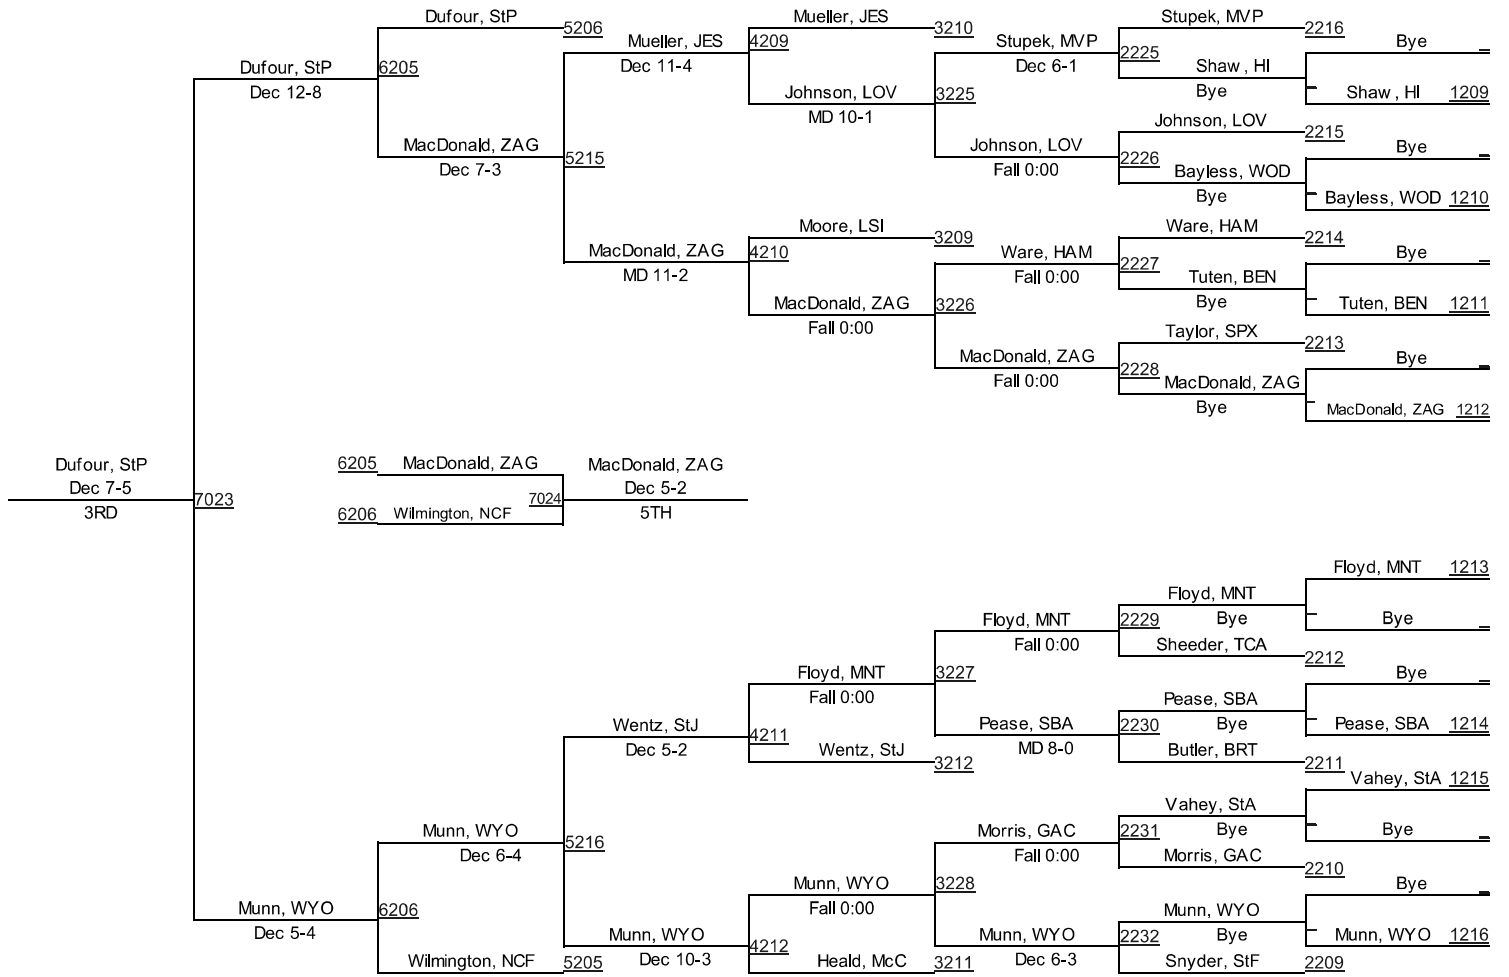 Dufour, StP
5206
Mueller, JES
3210
Stupek, MVP
2216
Bye
Mueller, JES
4209
Stupek, MVP
2225
Dufour, StP
6205
Dec 11-4
Dec 6-1
Shaw , HI
Dec 12-8
Johnson, LOV
3225
Bye
Shaw , HI 1209
MD 10-1
Johnson, LOV
2215
MacDonald, ZAG
5215
Johnson, LOV
2226
Bye
Dec 7-3
Fall 0:00
Bayless, WOD
Bye
Bayless, WOD 1210
Moore, LSI
3209
Ware, HAM
2214
MacDonald, ZAG
4210
Ware, HAM
2227
Bye
MD 11-2
Fall 0:00
Tuten, BEN
MacDonald, ZAG
3226
Bye
Tuten, BEN 1211
Fall 0:00
Taylor, SPX
2213
MacDonald, ZAG
2228
Bye
Fall 0:00
MacDonald, ZAG
Bye
MacDonald, ZAG 1212
Dufour, StP
6205 MacDonald, ZAG
MacDonald, ZAG
Dec 7-5
7023
7024
Dec 5-2
3RD
6206 Wilmington, NCF
5TH
Floyd, MNT 1213
Floyd, MNT
Floyd, MNT
2229
Bye
Bye
Fall 0:00
Sheeder, TCA
2212
Floyd, MNT
3227
Bye
Fall 0:00
Pease, SBA
Wentz, StJ
4211
Pease, SBA
2230
Bye
Pease, SBA 1214
Dec 5-2
Wentz, StJ
3212
MD 8-0
Butler, BRT
2211
Vahey, StA 1215
Vahey, StA
Munn, WYO
5216
Morris, GAC
2231
Bye
Bye
Dec 6-4
Fall 0:00
Morris, GAC
2210
Munn, WYO
3228
Bye
Munn, WYO
6206
Fall 0:00
Munn, WYO
Dec 5-4
Munn, WYO
4212
Munn, WYO
2232
Bye
Munn, WYO 1216
Wilmington, NCF
5205
Dec 10-3
Heald, McC
3211
Dec 6-3
Snyder, StF
2209